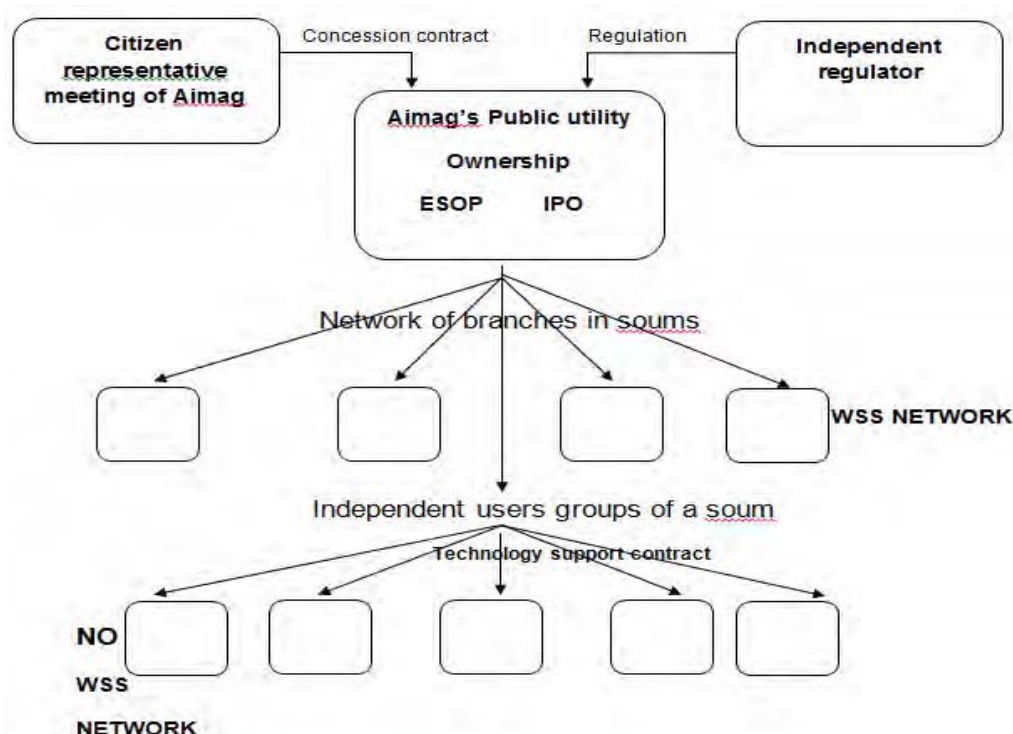 Citizen
representative
meeting of Aimag
Concession contract
Regulation
Independent
regulator
Aimag's Public utility
Ownership
ESOP IPO
Network of branches in soums
WSS NETWORK
Independent users groups of a soum
Technology support contract
NO
WSS
NETWORK